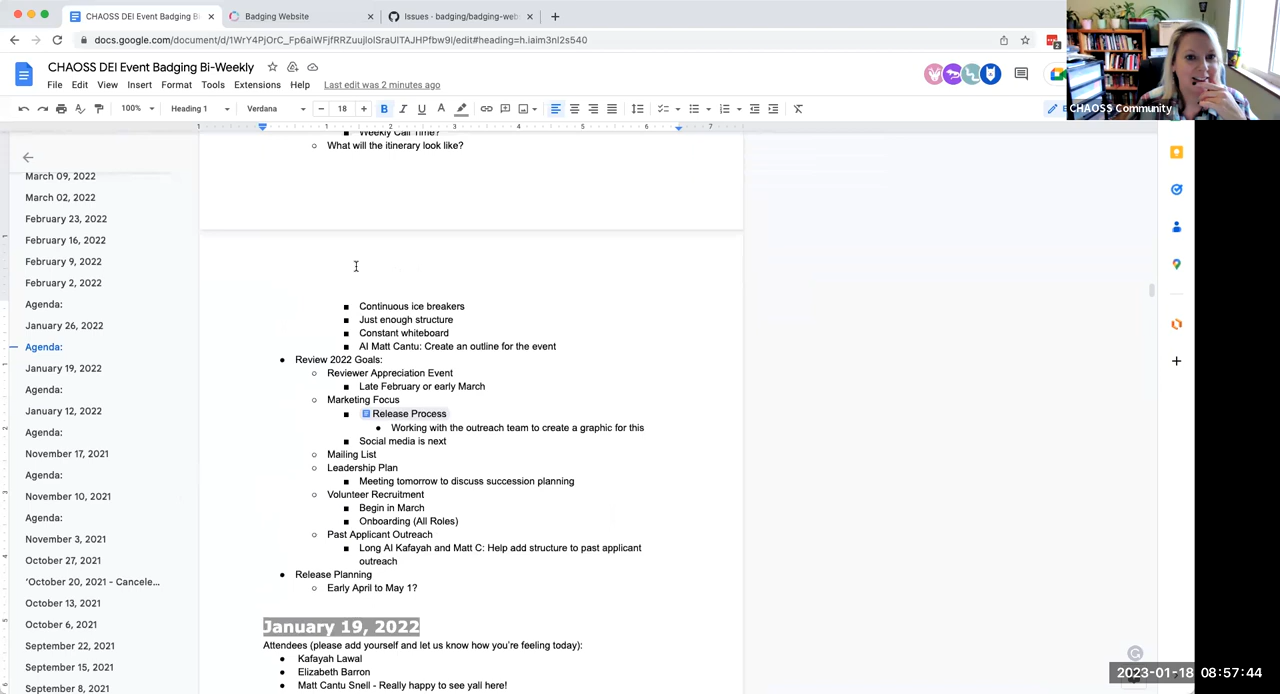 CHAOSS DEI Event Badging Bi-W
Badging Website
Issues · badging/badging-web
docs.google.com/document/d/1WrY4PjOrC_Fp6aiWFjfRRZuujlolSraUlTAJHPfbw9I/edit#heading=h.iaim3nl2s540
2
CHAOSS DEI Event Badging Bi-Weekly
File Edit View Insert Format Tools Extensions Help Last edit was 2 minutes ago
100% Heading 1 Verdana 18
CHAOSS Community
1 1 2 3 4 5 6 7
Weekly Call Time?
What will the itinerary look like?
March 09, 2022
March 02, 2022
February 23, 2022
February 16, 2022
February 9, 2022
February 2, 2022
Agenda:
January 26, 2022
Agenda:
January 19, 2022
Agenda:
January 12, 2022
Agenda:
November 17, 2021
Agenda:
November 10, 2021
Agenda:
November 3, 2021
October 27, 2021
'October 20, 2021 - Cancele...
October 13, 2021
October 6, 2021
September 22, 2021
September 15, 2021
September 8, 2021
Continuous ice breakers
Just enough structure
Constant whiteboard
AI Matt Cantu: Create an outline for the event
Review 2022 Goals:
Reviewer Appreciation Event
Late February or early March
Marketing Focus
Release Process
Working with the outreach team to create a graphic for this
Social media is next
Mailing List
Leadership Plan
Meeting tomorrow to discuss succession planning
Volunteer Recruitment
Begin in March
Onboarding (All Roles)
Past Applicant Outreach
Long AI Kafayah and Matt C: Help add structure to past applicant
outreach
Release Planning
Early April to May 1?
January 19, 2022
Attendees (please add yourself and let us know how you're feeling today):
Kafayah Lawal
Elizabeth Barron
Matt Cantu Snell - Really happy to see yall here!
2023-01-18 08:57:44